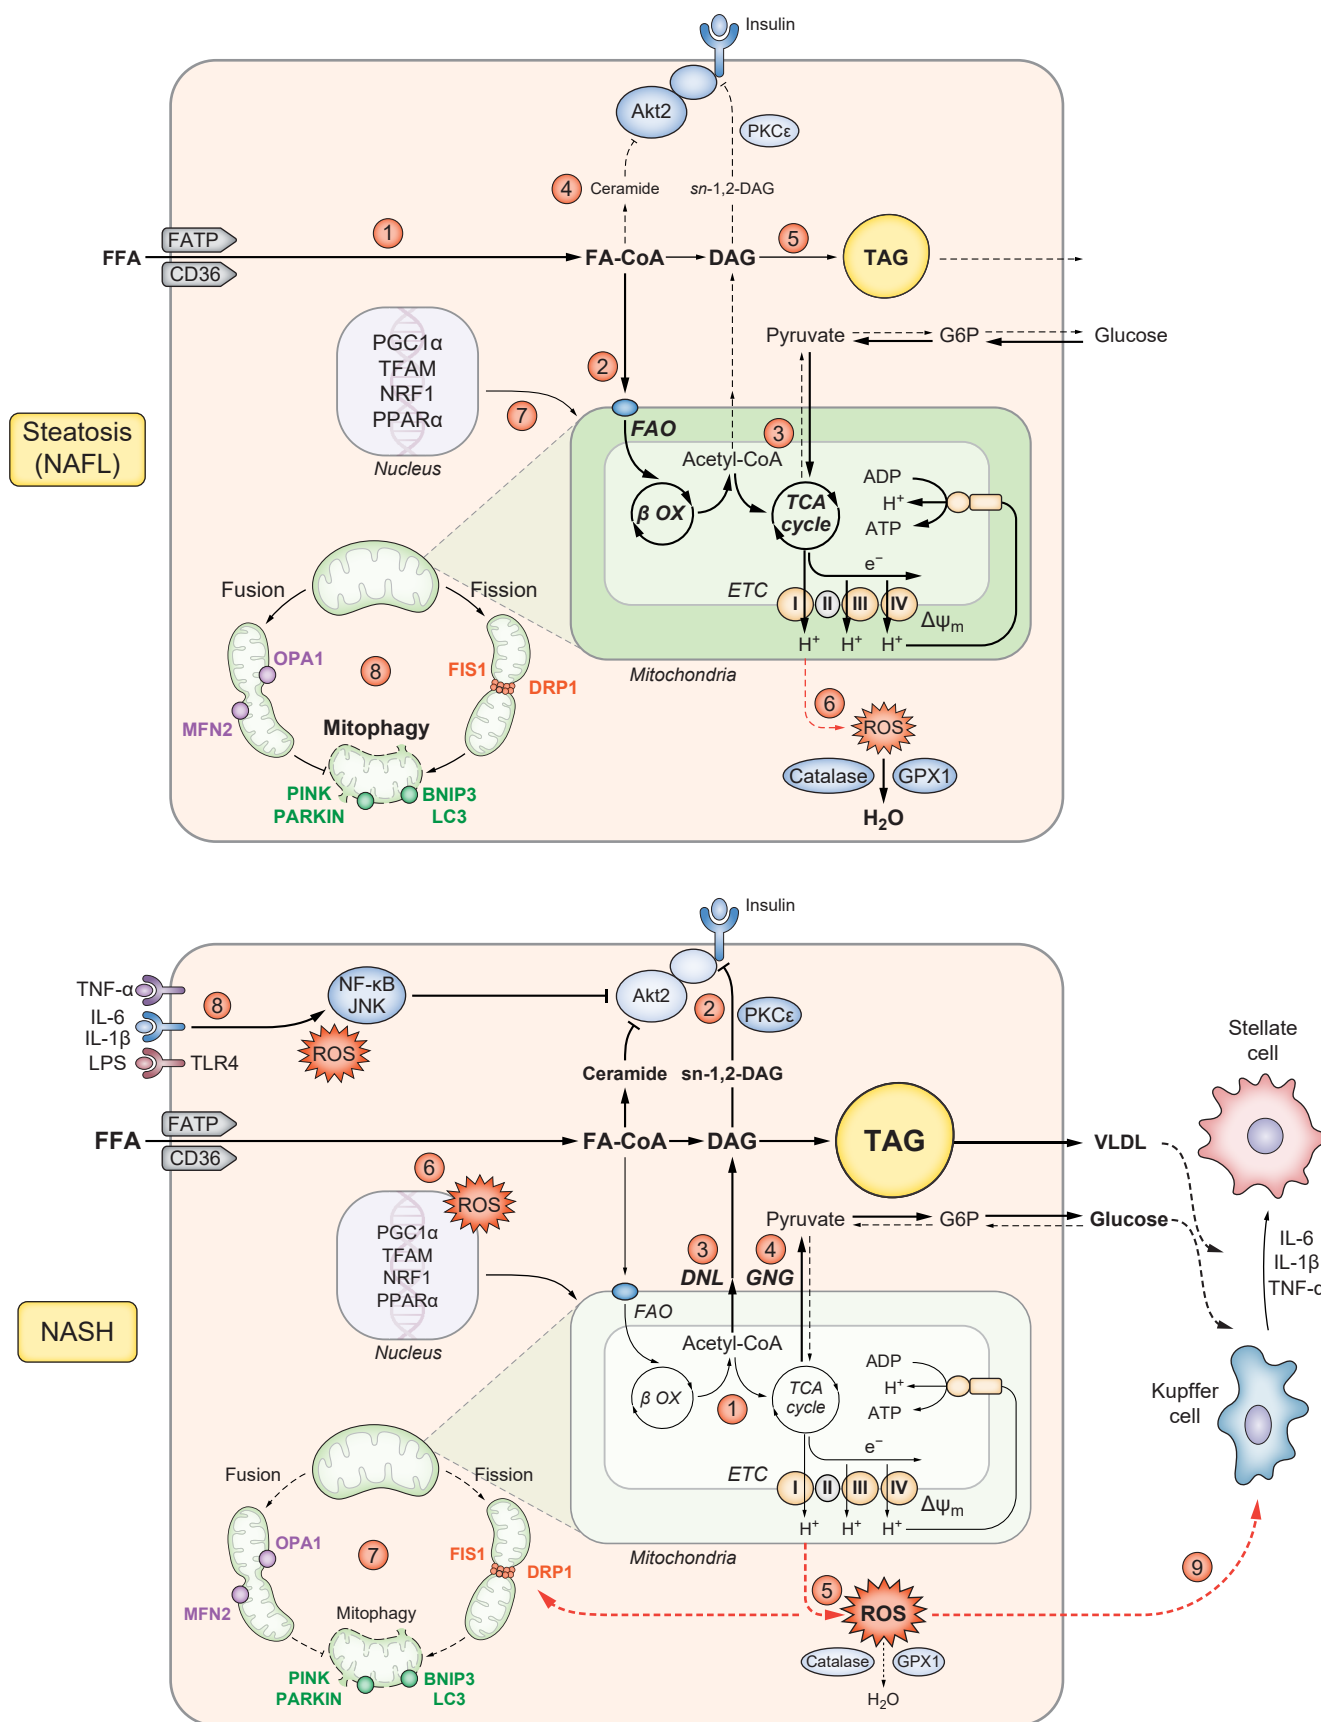 Insulin
Akt2
PKCε
4
Ceramide
sn-1,2-DAG
1
5
FATP
FFA
CD36
FA-CoA
DAG
TAG
PGC1α
TFAM
NRF1
PPARα
Nucleus
7
2
Pyruvate
G6P
Glucose
Steatosis
(NAFL)
FAO
3
Acetyl-CoA
β OX
TCA
cycle
ADP
H+
ATP
e−
ETC
I
II
III
IV
Δψm
H+
H+
H+
Mitochondria
Fusion
Fission
OPA1
8
FIS1
DRP1
MFN2
Mitophagy
PINK
PARKIN
BNIP3
LC3
6
ROS
Catalase
GPX1
H2O
Insulin
TNF-α
8
NF-κB
JNK
IL-6
IL-1β
ROS
LPS
TLR4
Akt2
2
PKCε
Ceramide
sn-1,2-DAG
FATP
FFA
CD36
FA-CoA
DAG
TAG
VLDL
Stellate
cell
6
ROS
PGC1α
TFAM
NRF1
PPARα
Nucleus
Pyruvate
G6P
Glucose
3
DNL
4
GNG
IL-6
IL-1β
TNF-α
NASH
FAO
Acetyl-CoA
β OX
1
TCA
cycle
ADP
H+
ATP
e−
ETC
I
II
III
IV
Δψm
H+
H+
H+
Mitochondria
Kupffer
cell
Fusion
Fission
OPA1
7
FIS1
DRP1
MFN2
Mitophagy
PINK
PARKIN
BNIP3
LC3
5
ROS
9
Catalase
GPX1
H2O